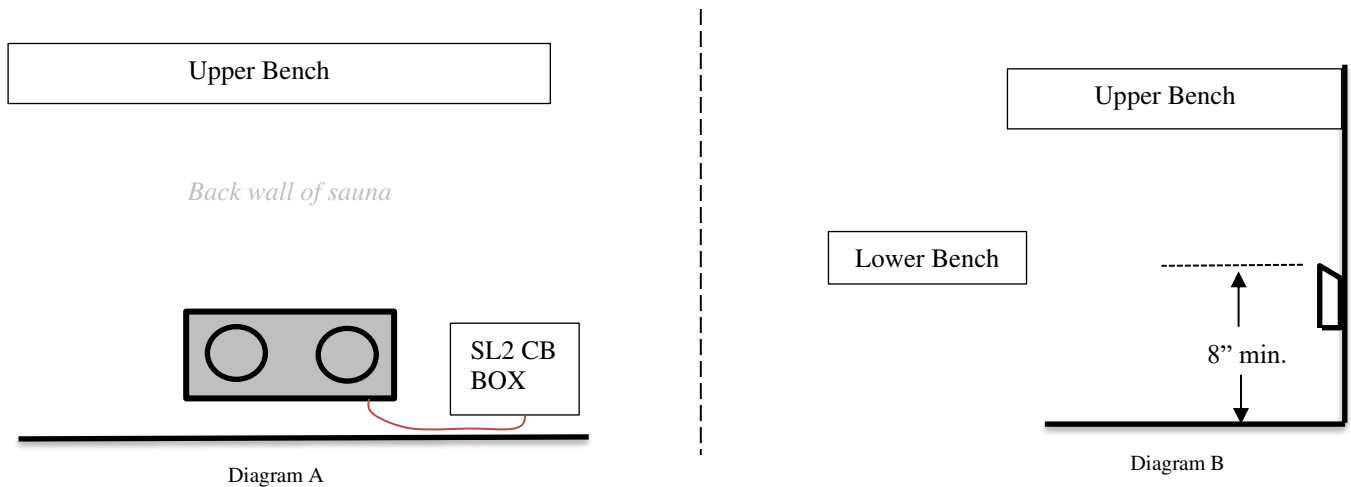 Upper Bench
Back wall of sauna
SL2 CB
BOX
Diagram A
Upper Bench
Lower Bench
8” min.
Diagram B